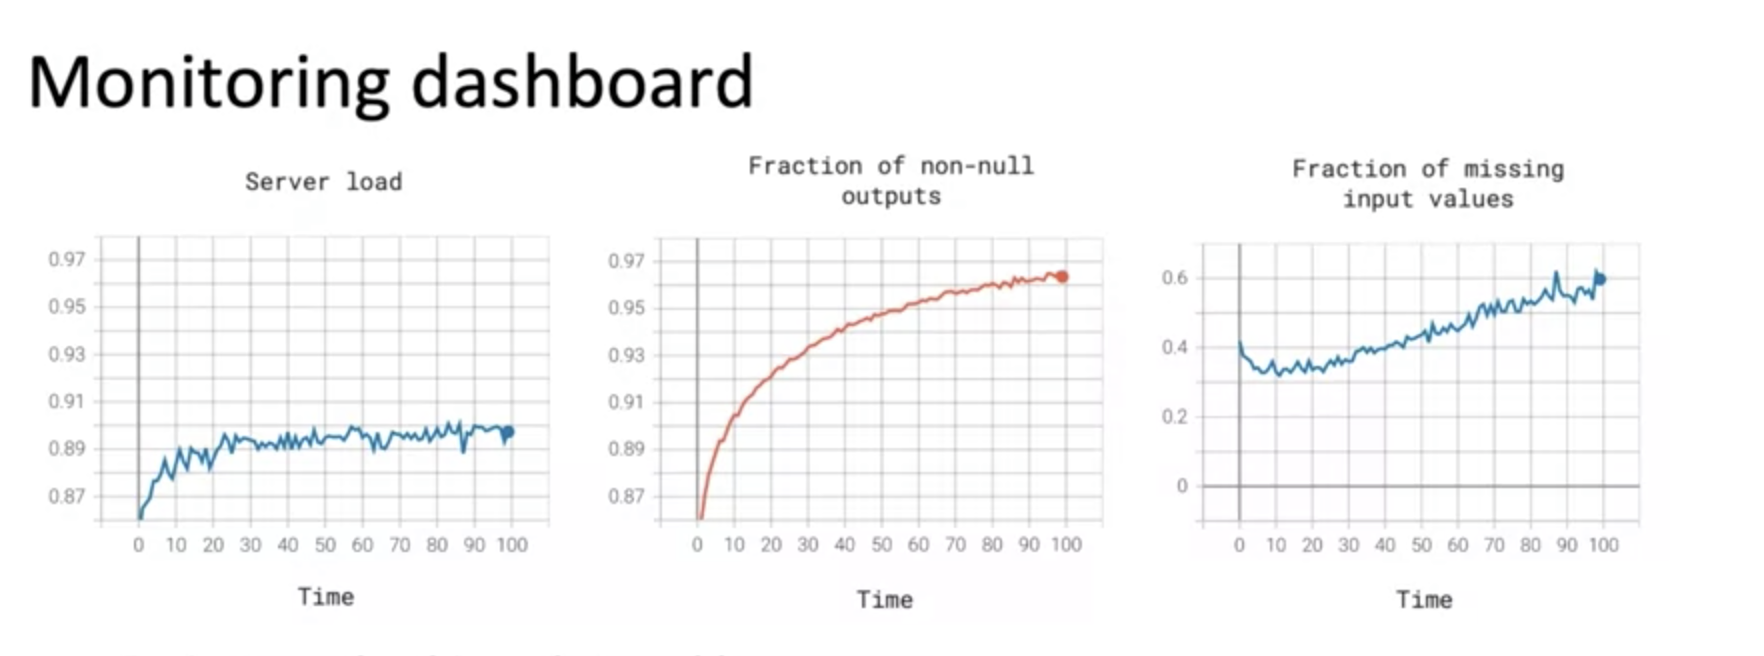 Monitoring dashboard
Server load
0.97
0.95
0.93
0.91
0.89
0.87
0 10 20 30 40 50 60 70 80 90 100
Time
Fraction of non-null
outputs
0.97
0.95
0.93
0.91
0.89
0.87
0 10 20 30 40 50 60 70 80 90 100
Time
Fraction of missing
input values
0.6
0.4
0.2
0
0 10 20 30 40 50 60 70 80 90 100
Time